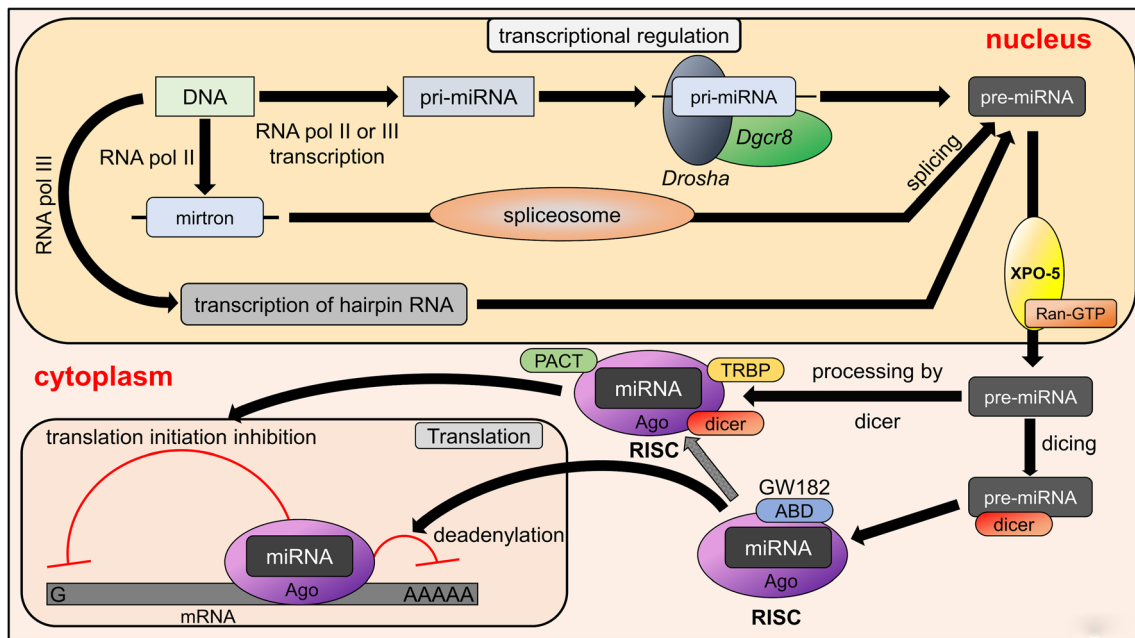 transcriptional regulation
nucleus
DNA
pri-miRNA
pri-miRNA
pre-miRNA
RNA pol II or III
transcription
RNA pol II
Dgcr8
Drosha
RNA pol III
splicing
mirtron
spliceosome
XPO-5
transcription of hairpin RNA
Ran-GTP
cytoplasm
PACT
TRBP
miRNA
Ago
dicer
RISC
processing by
dicer
pre-miRNA
dicing
pre-miRNA
dicer
translation initiation inhibition
Translation
GW182
ABD
miRNA
Ago
RISC
deadenylation
miRNA
Ago
G
AAAAA
mRNA